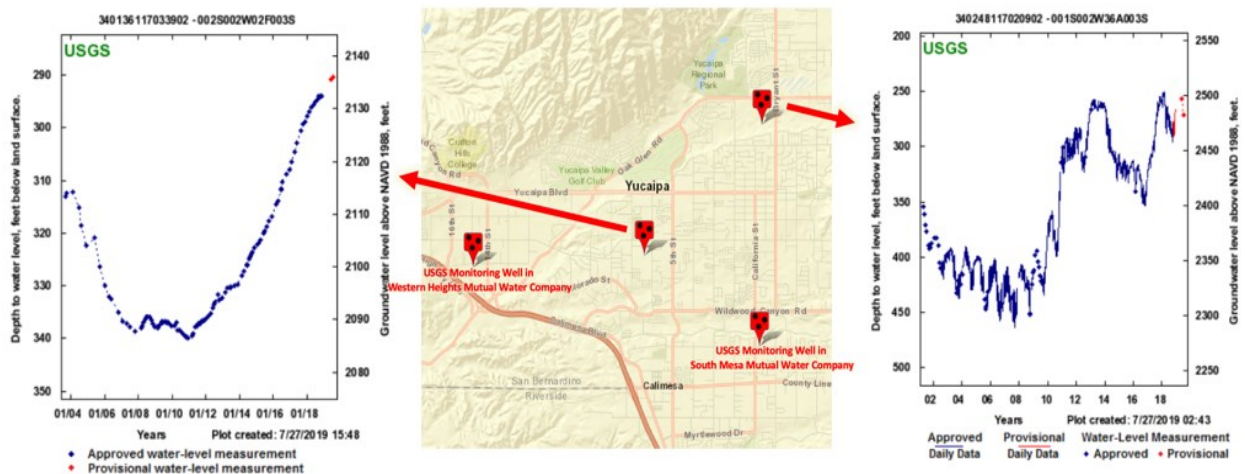 340136117033902 - 002S002W02F003S
USGS
Depth to water level, feet below land surface.
290
300
310
320
330
340
350
2140
2130
2120
2110
2100
2090
2080
Groundwater level above NAVD 1988, feet.
01/04 01/06 01/08 01/10 01/12 01/14 01/16 01/18
Years Plot created: 7/27/2019 15:48
Approved water-level measurement
Provisional water-level measurement
Yucaipa
Regional
Park
Bryant St
Crafton
Hills
College
Canyon Rd
Oak Glen Rd
Yucaipa Valley
Golf Club
Yucaipa
Yucaipa Blvd
16th St
5th St
California St
USGS Monitoring Well in
Western Heights Mutual Water Company
Calimesa Blvd
Wildwood Canyon Rd
USGS Monitoring Well in
South Mesa Mutual Water Company
San Bernardino
Riverside
Calimesa
County Line
Myrtlewood Dr
340248117020902 - 001S002W36A003S
USGS
Depth to water level, feet below land surface.
200
250
300
350
400
450
500
2550
2500
2450
2400
2350
2300
2250
Groundwater level above NAVD 1988, feet.
02 04 06 08 10 12 14 16 18
Years Plot created: 7/27/2019 02:43
Approved Provisional Water-Level Measurement
Daily Data Daily Data Approved Provisional